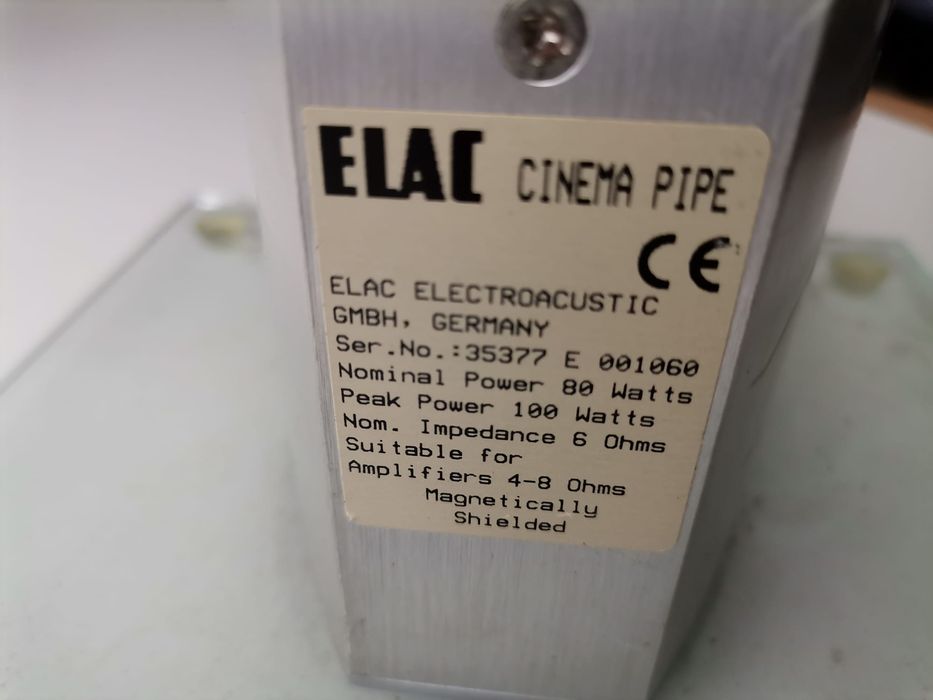 ELAC CINEMA PIPE
CE
ELAC ELECTROACUSTIC
GMBH, GERMANY
Ser.No.:35377 E 001060
Nominal Power 80 Watts
Peak Power 100 Watts
Nom. Impedance 6 Ohms
Suitable for
Amplifiers 4-8 Ohms
Magnetically
Shielded